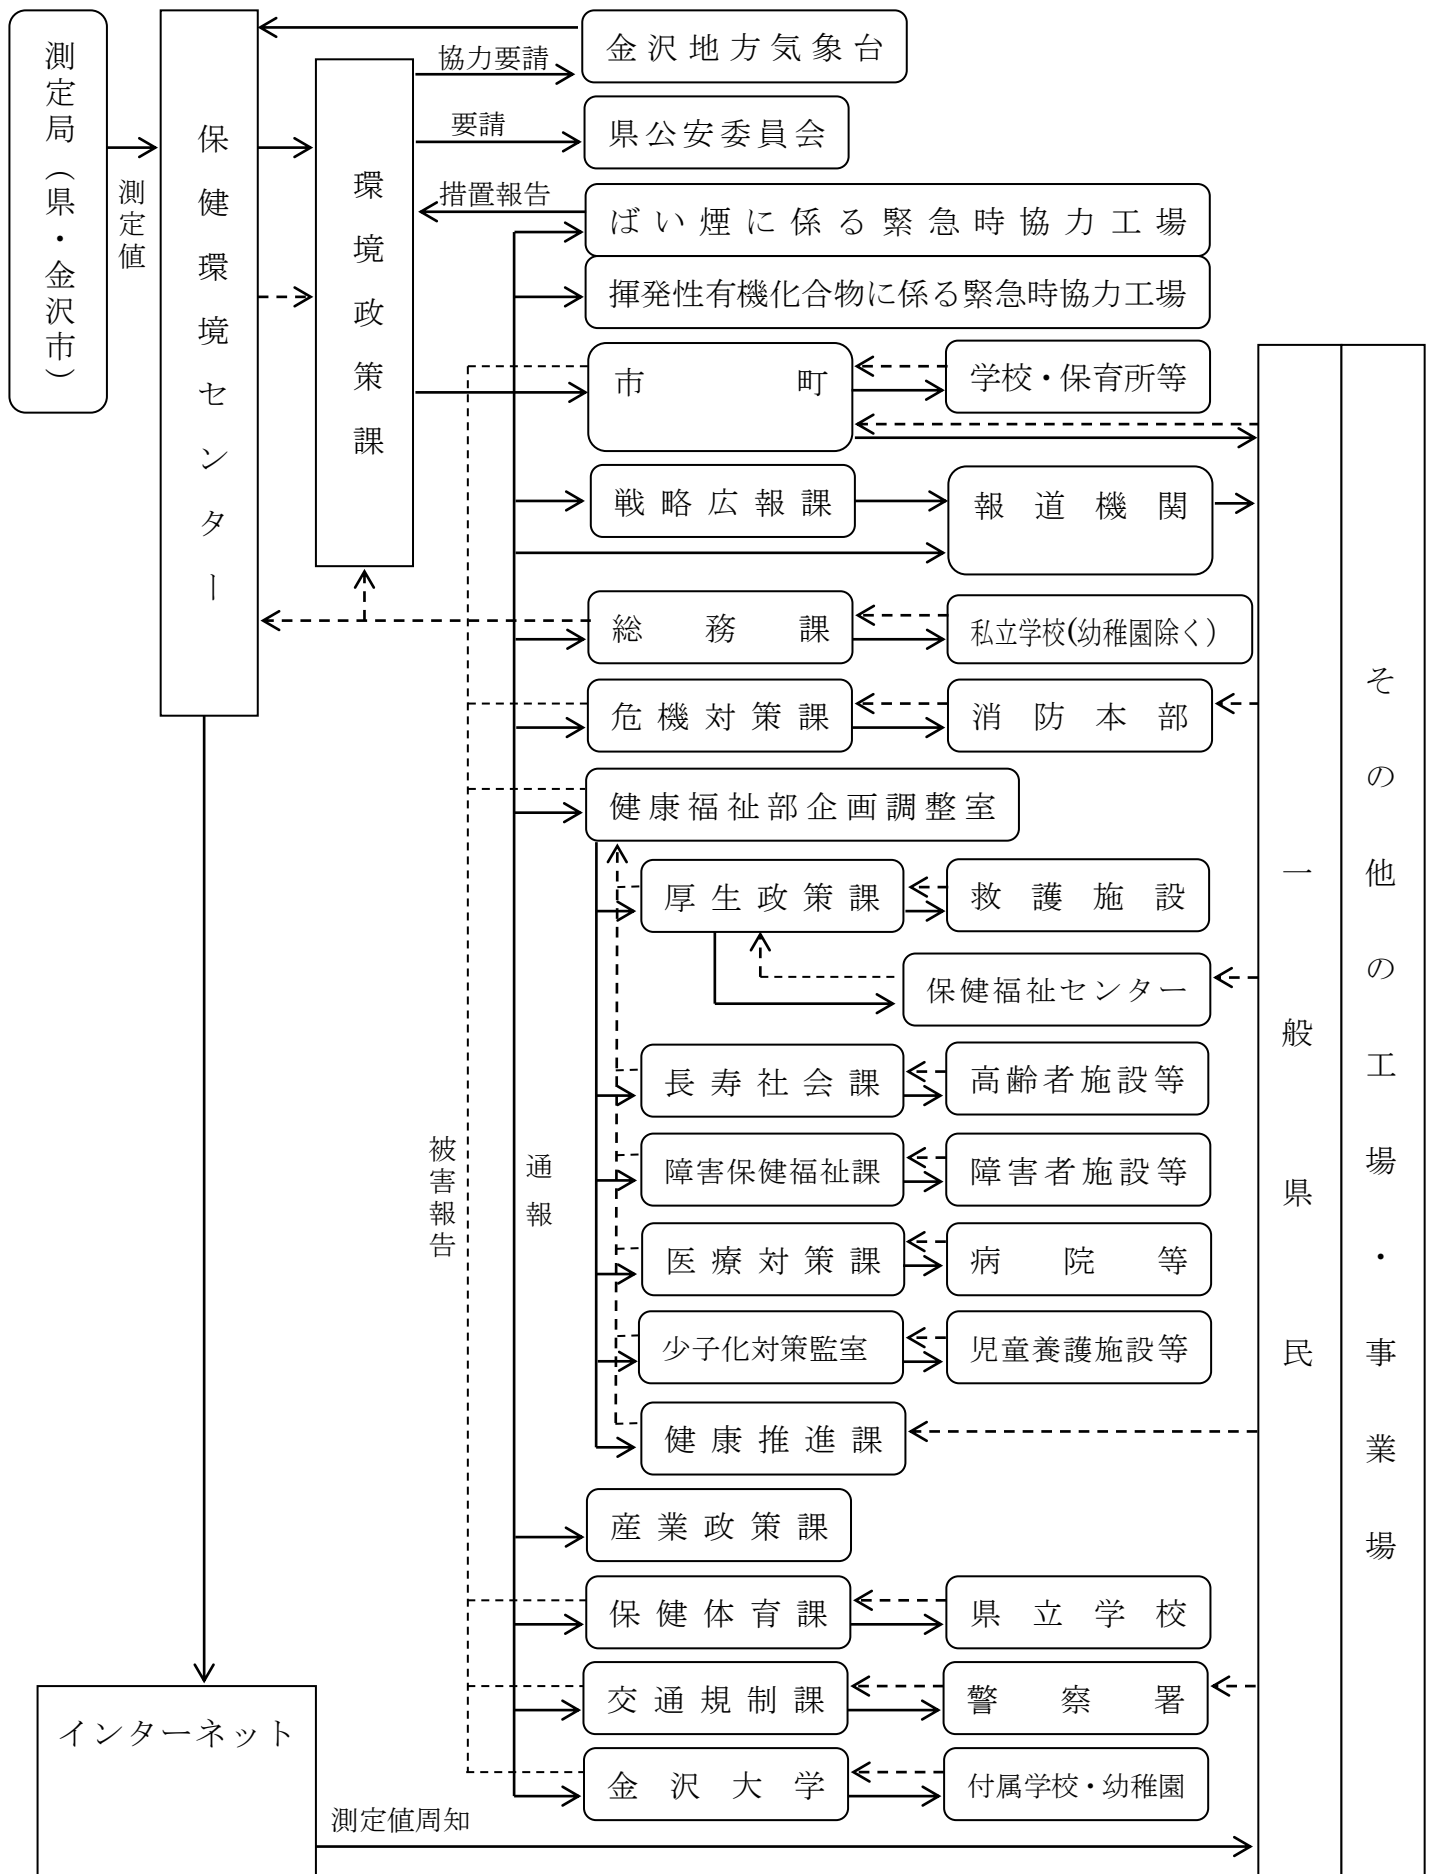 測定局（県・金沢市）
測定値
保健環境センター
環境政策課
協力要請
金沢地方気象台
要請
県公安委員会
措置報告
ばい煙に係る緊急時協力工場
揮発性有機化合物に係る緊急時協力工場
市町
学校・保育所等
戦略広報課
報道機関
総務課
私立学校(幼稚園除く）
危機対策課
消防本部
健康福祉部企画調整室
厚生政策課
救護施設
保健福祉センター
長寿社会課
高齢者施設等
障害保健福祉課
障害者施設等
医療対策課
病院等
少子化対策監室
児童養護施設等
健康推進課
被害報告
通報
産業政策課
保健体育課
県立学校
交通規制課
警察署
金沢大学
付属学校・幼稚園
一般県民
その他の工場・事業場
インターネット
測定値周知